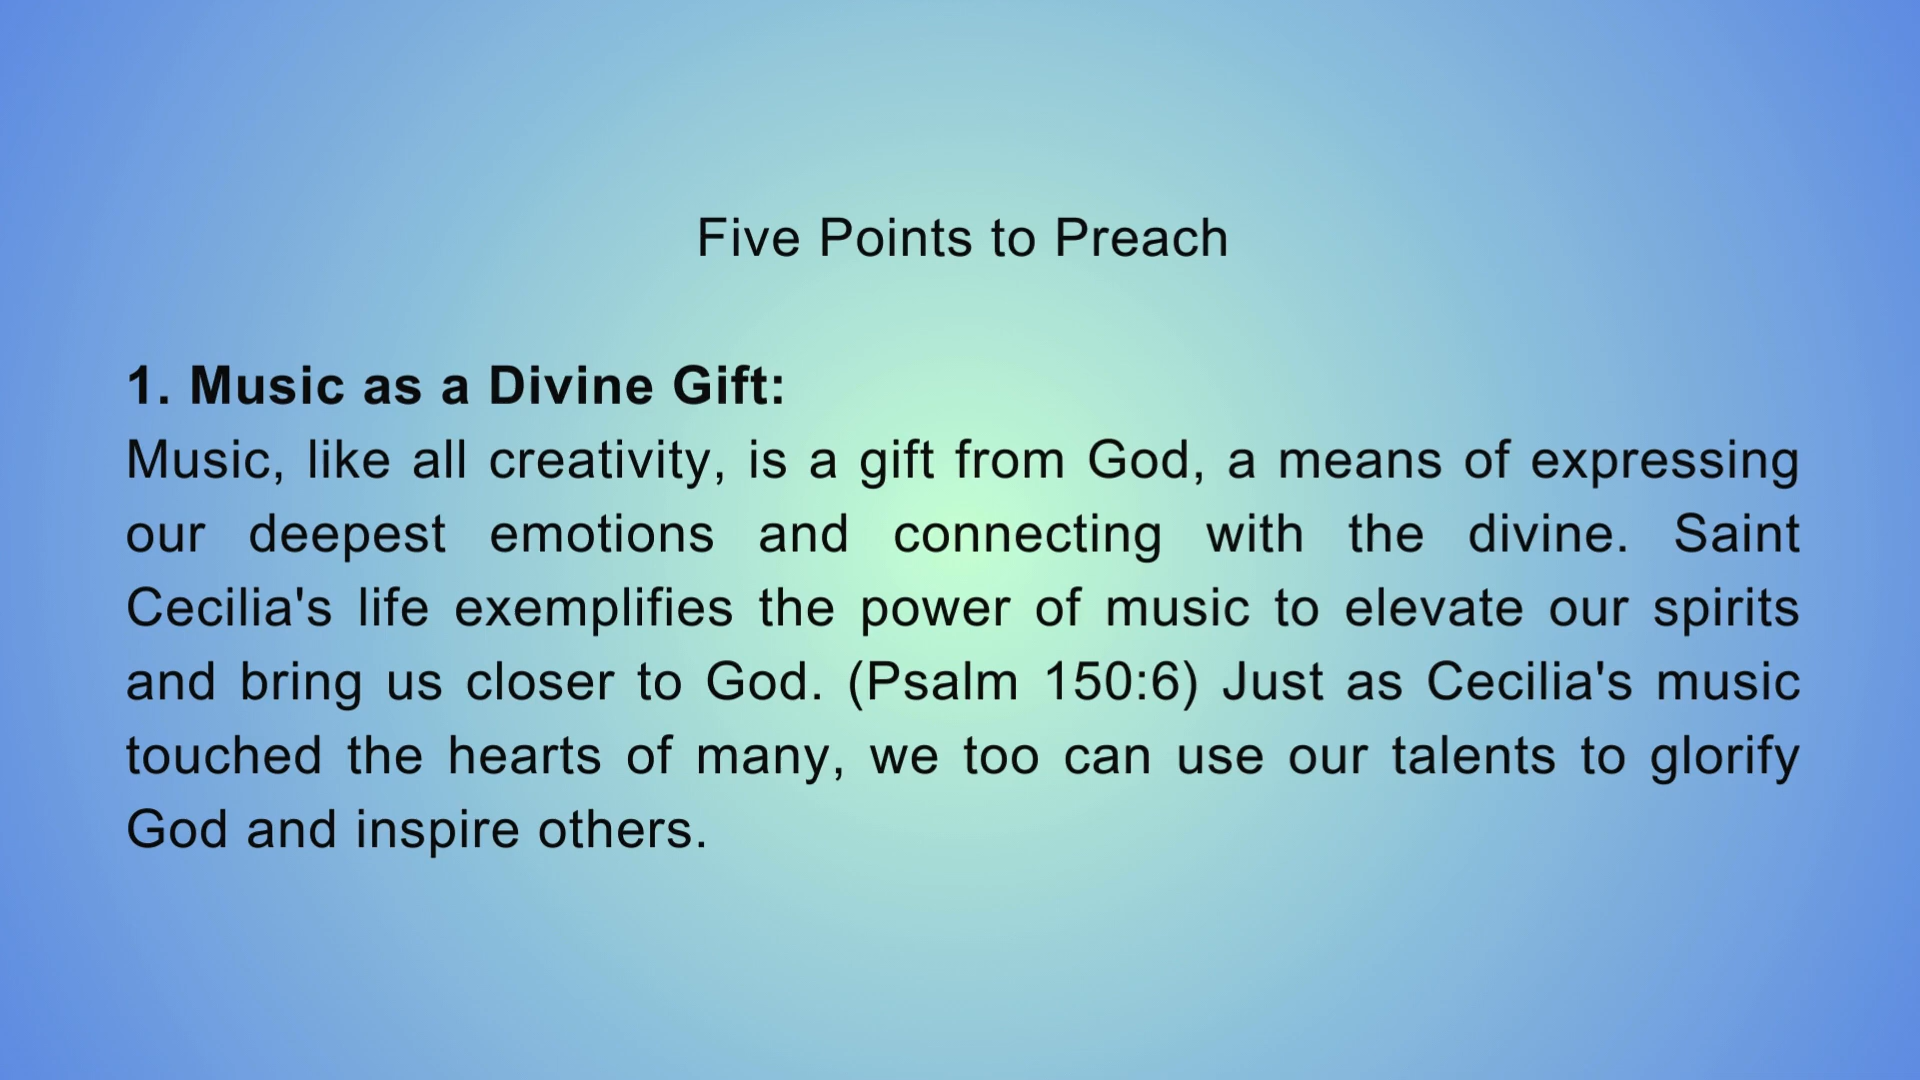 Five Points to Preach
1. Music as a Divine Gift:
Music, like all creativity, is a gift from God, a means of expressing
our deepest emotions and connecting with the divine. Saint
Cecilia's life exemplifies the power of music to elevate our spirits
and bring us closer to God. (Psalm 150:6) Just as Cecilia's music
touched the hearts of many, we too can use our talents to glorify
God and inspire others.